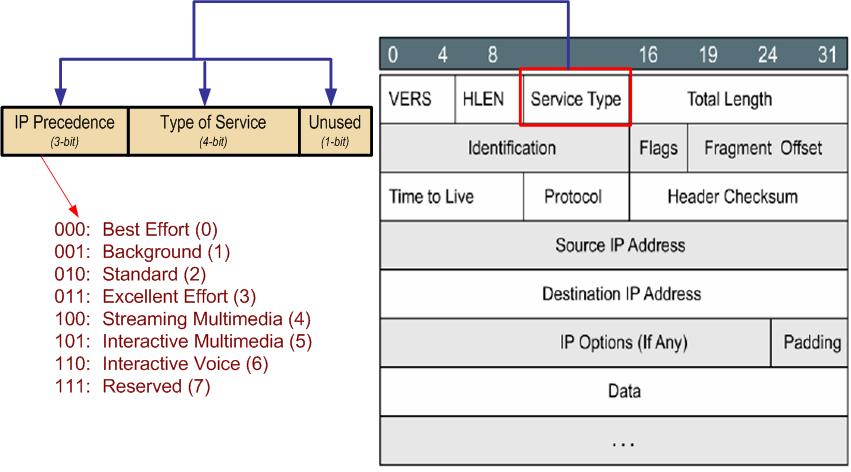 0 4 8 16 19 24 31
VERS HLEN Service Type Total Length
Identification Flags Fragment Offset
Time to Live Protocol Header Checksum
Source IP Address
Destination IP Address
IP Options (If Any) Padding
Data
...
IP Precedence Type of Service Unused
(3-bit) (4-bit) (1-bit)
000: Best Effort (0)
001: Background (1)
010: Standard (2)
011: Excellent Effort (3)
100: Streaming Multimedia (4)
101: Interactive Multimedia (5)
110: Interactive Voice (6)
111: Reserved (7)